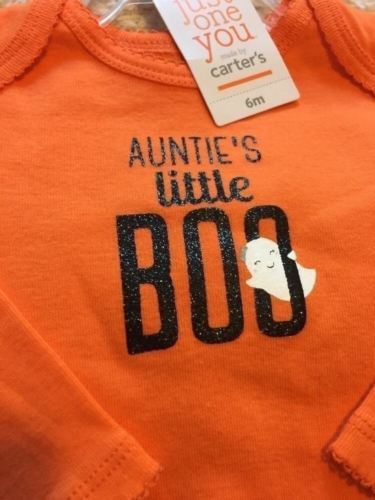 just
one
you
made by
carter's
6m
AUNTIE'S
little
BOO